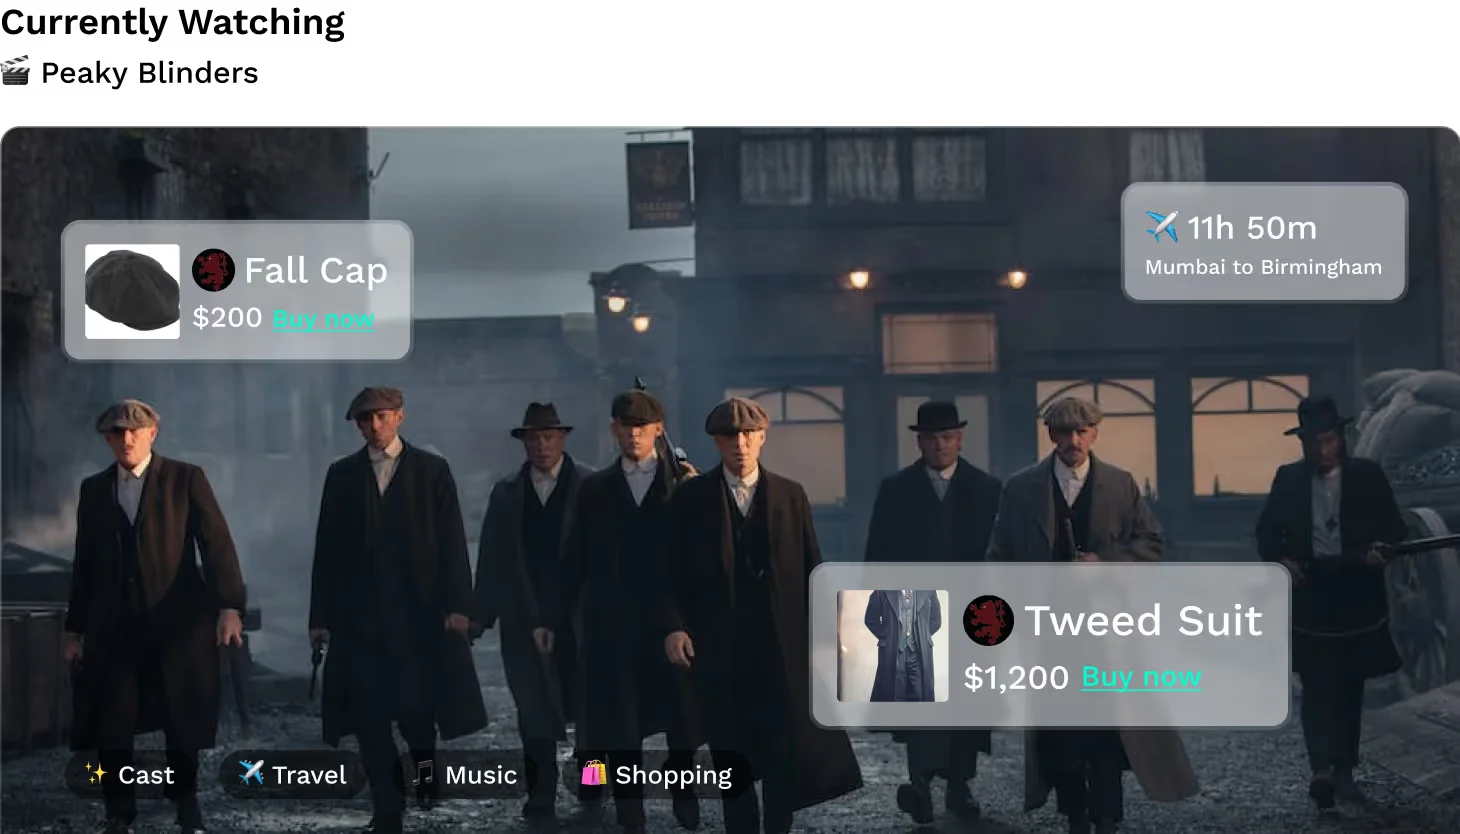 Currently Watching
🎬 Peaky Blinders
Fall Cap
$200 Buy now
✈️ 11h 50m
Mumbai to Birmingham
Tweed Suit
$1,200 Buy now
✨ Cast
✈️ Travel
🎵 Music
🛍️ Shopping